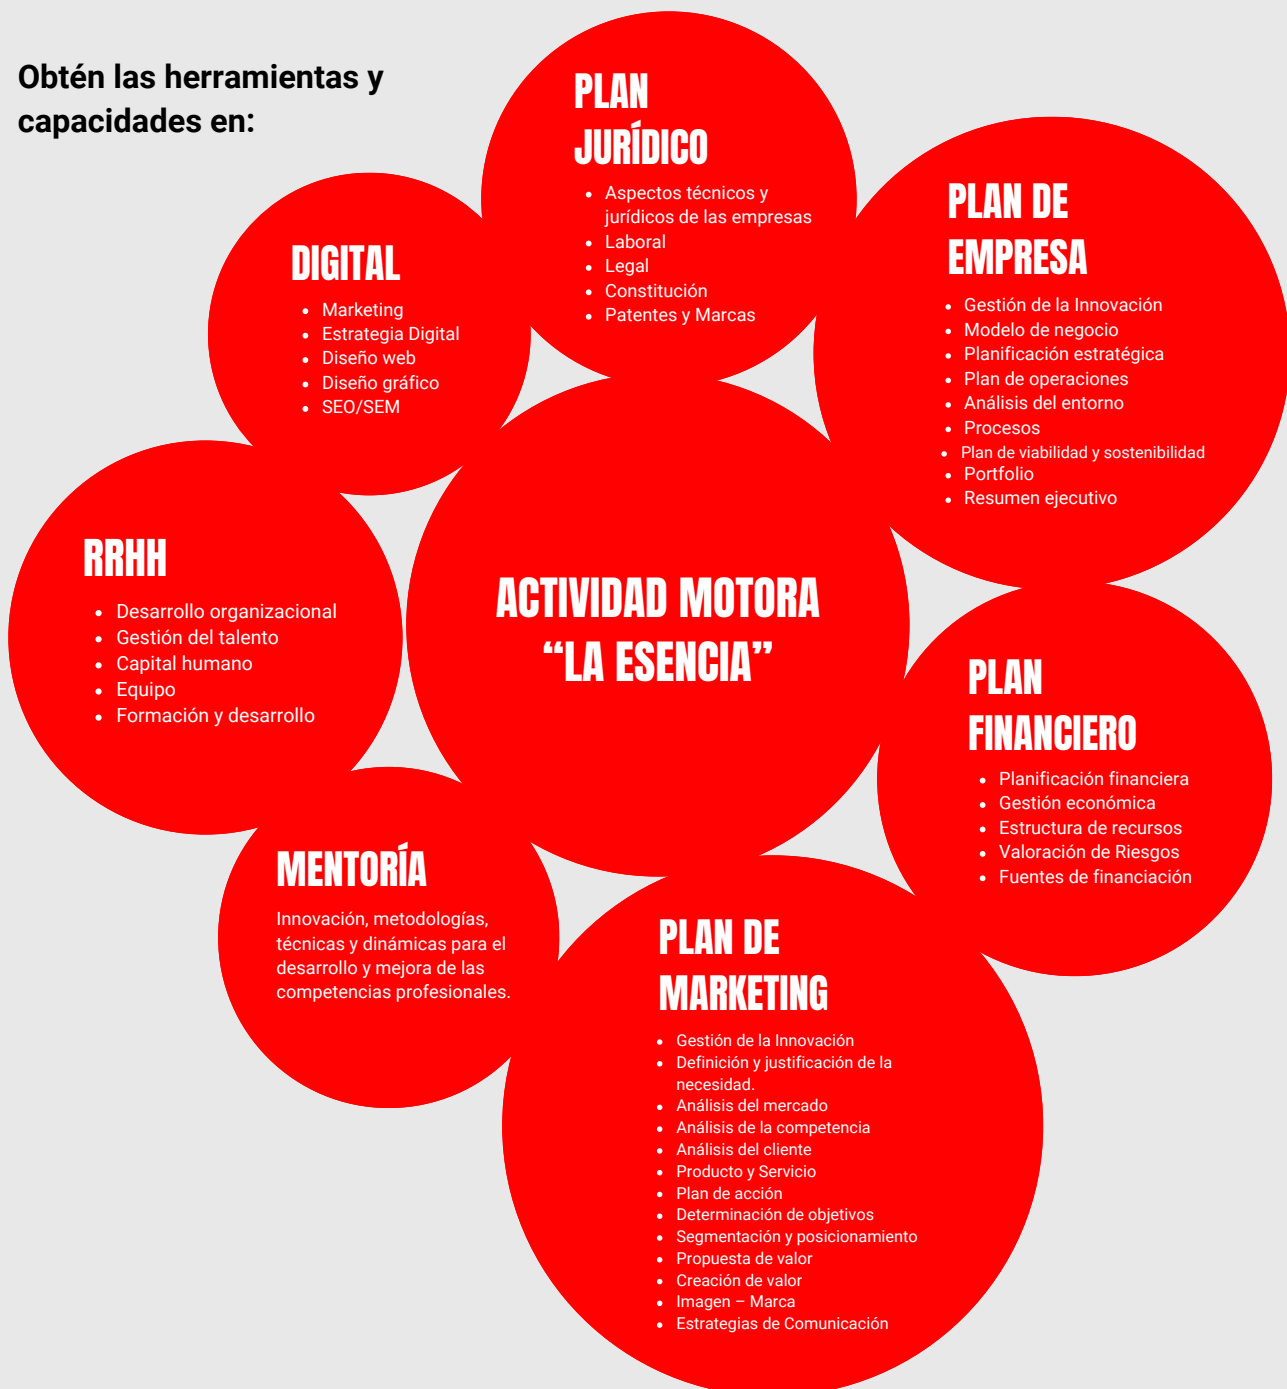 Obtén las herramientas y
capacidades en:
PLAN
JURÍDICO
• Aspectos técnicos y
jurídicos de las empresas
• Laboral
• Legal
• Constitución
• Patentes y Marcas
PLAN DE
EMPRESA
• Gestión de la Innovación
• Modelo de negocio
• Planificación estratégica
• Plan de operaciones
• Análisis del entorno
• Procesos
• Plan de viabilidad y sostenibilidad
• Portfolio
• Resumen ejecutivo
DIGITAL
• Marketing
• Estrategia Digital
• Diseño web
• Diseño gráfico
• SEO/SEM
RRHH
• Desarrollo organizacional
• Gestión del talento
• Capital humano
• Equipo
• Formación y desarrollo
ACTIVIDAD MOTORA
“LA ESENCIA”
PLAN
FINANCIERO
• Planificación financiera
• Gestión económica
• Estructura de recursos
• Valoración de Riesgos
• Fuentes de financiación
MENTORÍA
Innovación, metodologías,
técnicas y dinámicas para el
desarrollo y mejora de las
competencias profesionales.
PLAN DE
MARKETING
• Gestión de la Innovación
• Definición y justificación de la
necesidad.
• Análisis del mercado
• Análisis de la competencia
• Análisis del cliente
• Producto y Servicio
• Plan de acción
• Determinación de objetivos
• Segmentación y posicionamiento
• Propuesta de valor
• Creación de valor
• Imagen – Marca
• Estrategias de Comunicación